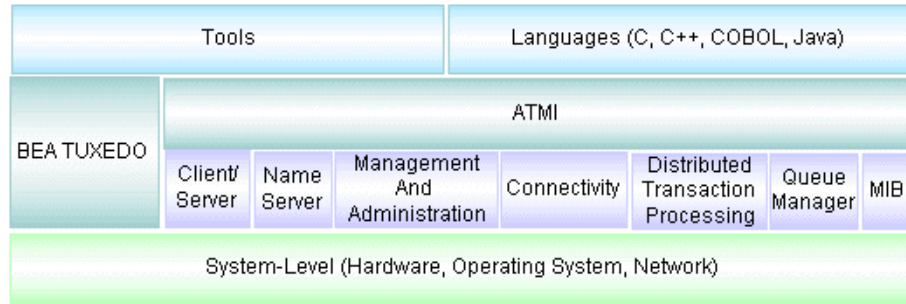 Tools
Languages (C, C++, COBOL, Java)
BEA TUXEDO
ATMI
Client/
Server
Name
Server
Management
And
Administration
Connectivity
Distributed
Transaction
Processing
Queue
Manager
MIB
System-Level (Hardware, Operating System, Network)